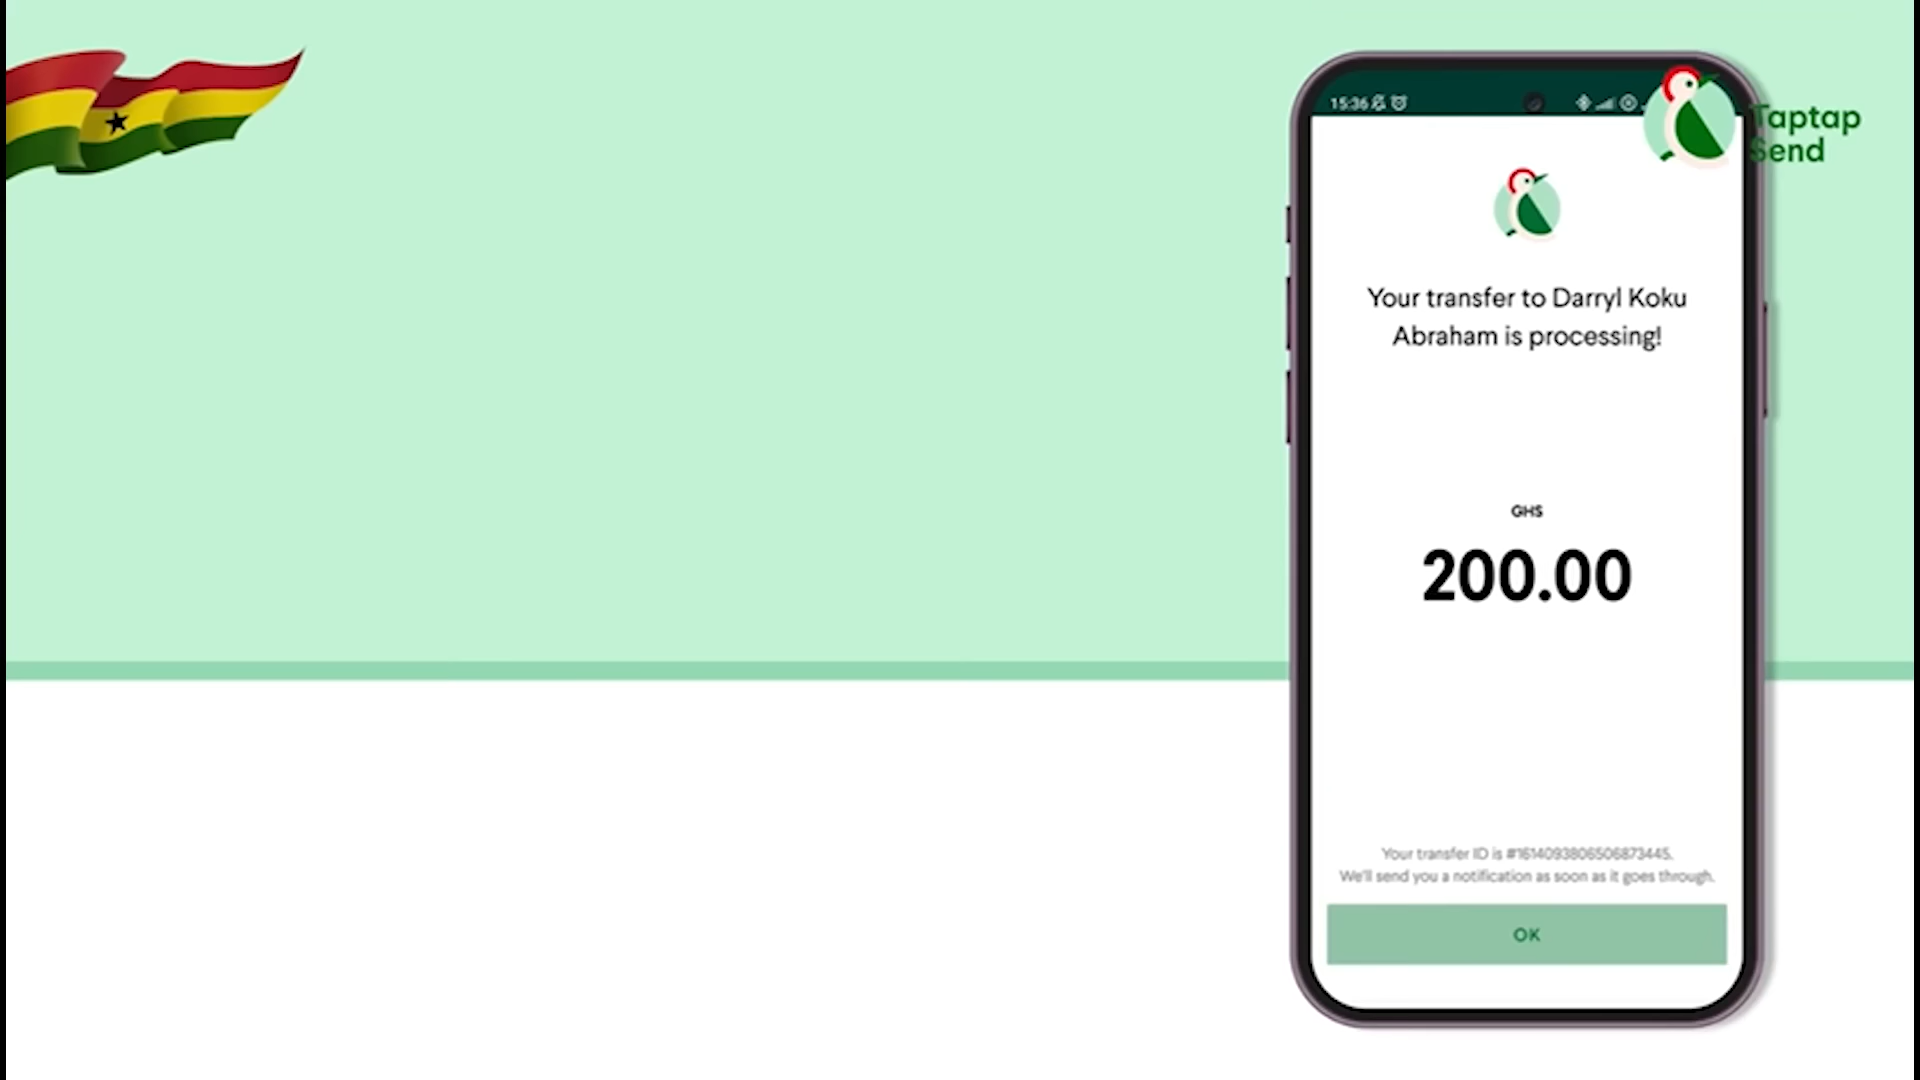 15:36
Taptap
Send
Your transfer to Darryl Koku
Abraham is processing!
GHS
200.00
Your transfer ID is #1614093806506873445.
We'll send you a notification as soon as it goes through.
OK